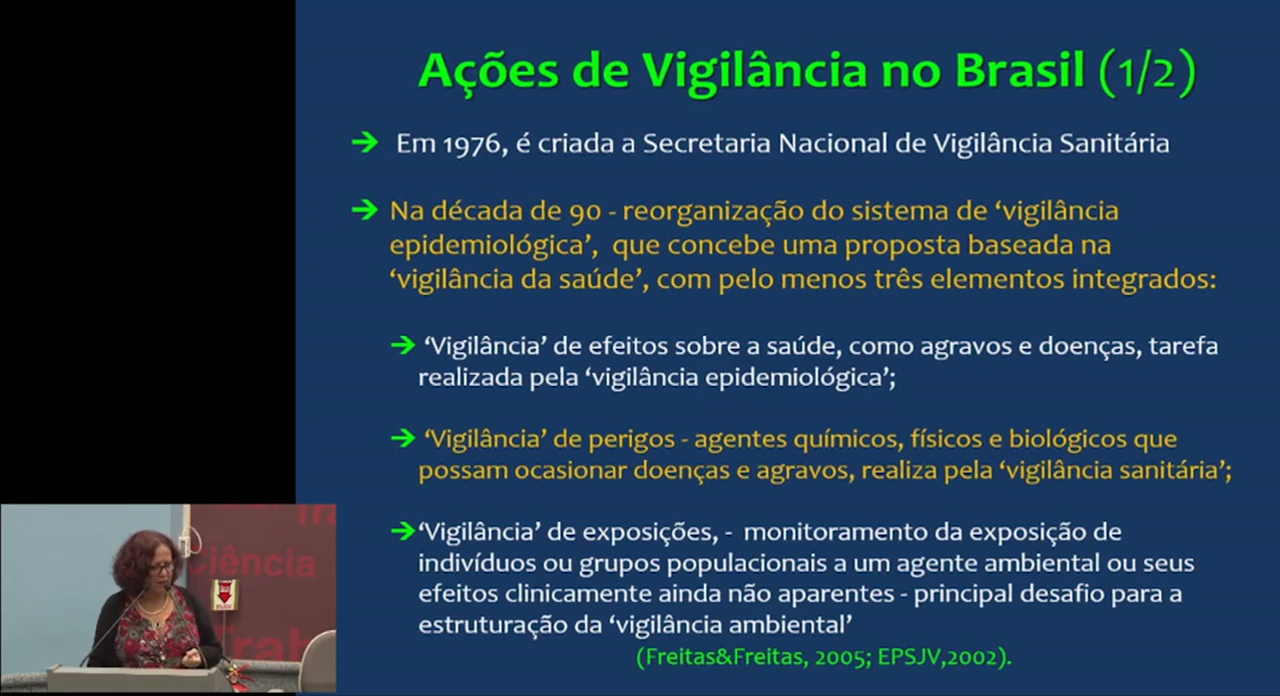 Ações de Vigilância no Brasil (1/2)
➔ Em 1976, é criada a Secretaria Nacional de Vigilância Sanitária
➔ Na década de 90 - reorganização do sistema de ‘vigilância
epidemiológica’, que concebe uma proposta baseada na
‘vigilância da saúde’, com pelo menos três elementos integrados:
➔ ‘Vigilância’ de efeitos sobre a saúde, como agravos e doenças, tarefa
realizada pela ‘vigilância epidemiológica’;
➔ ‘Vigilância’ de perigos - agentes químicos, físicos e biológicos que
possam ocasionar doenças e agravos, realiza pela ‘vigilância sanitária’;
➔ ‘Vigilância’ de exposições, - monitoramento da exposição de
indivíduos ou grupos populacionais a um agente ambiental ou seus
efeitos clinicamente ainda não aparentes - principal desafio para a
estruturação da ‘vigilância ambiental’
(Freitas&Freitas, 2005; EPSJV,2002).
Ciência
Trab